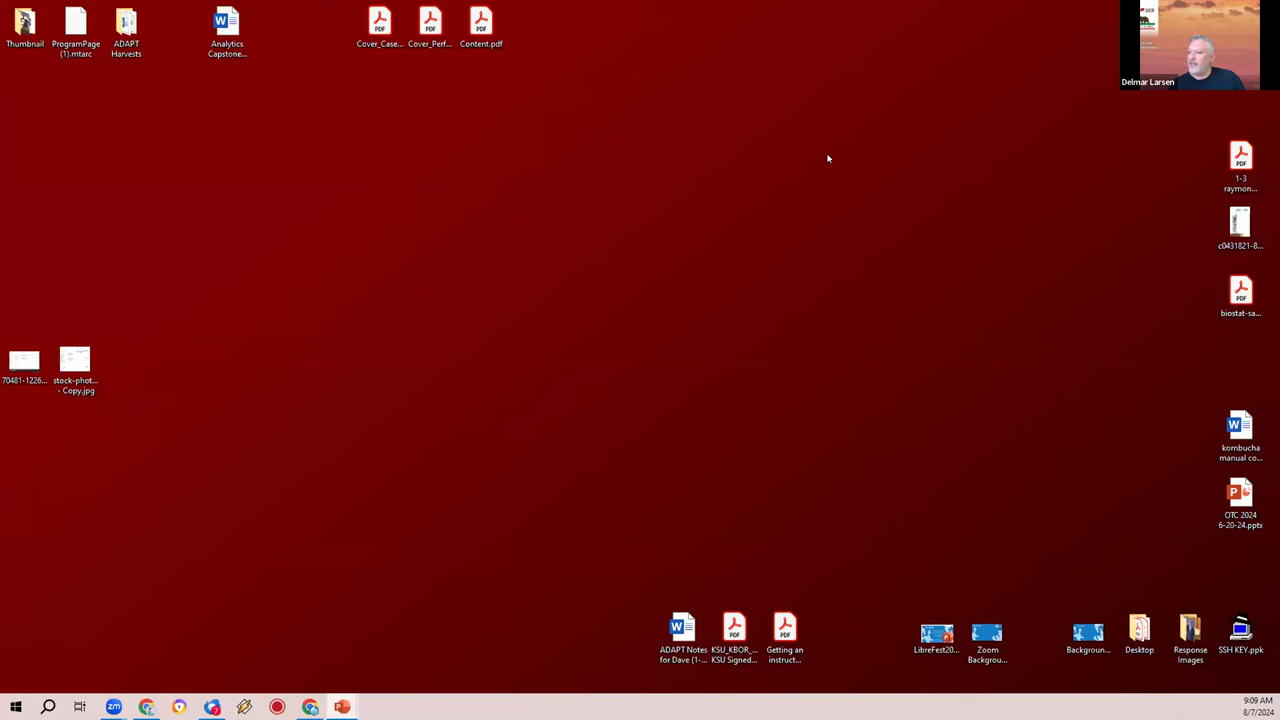 Thumbnail
ProgramPage
(1).mtarc
ADAPT
Harvests
Analytics
Capstone...
Cover_Case...
Cover_Perf...
Content.pdf
Delmar Larsen
1-3
raymon...
c0431821-8...
biostat-sa...
70481-1226...
stock-phot...
- Copy.jpg
kombucha
manual co...
OTC 2024
6-20-24.pptx
ADAPT Notes
for Dave (1-...
KSU_KBOR_...
KSU Signed...
Getting an
instruct...
LibreFest20...
Zoom
Backgrou...
Backgroun...
Desktop
Response
Images
SSH KEY.ppk
zm
9:09 AM
8/7/2024